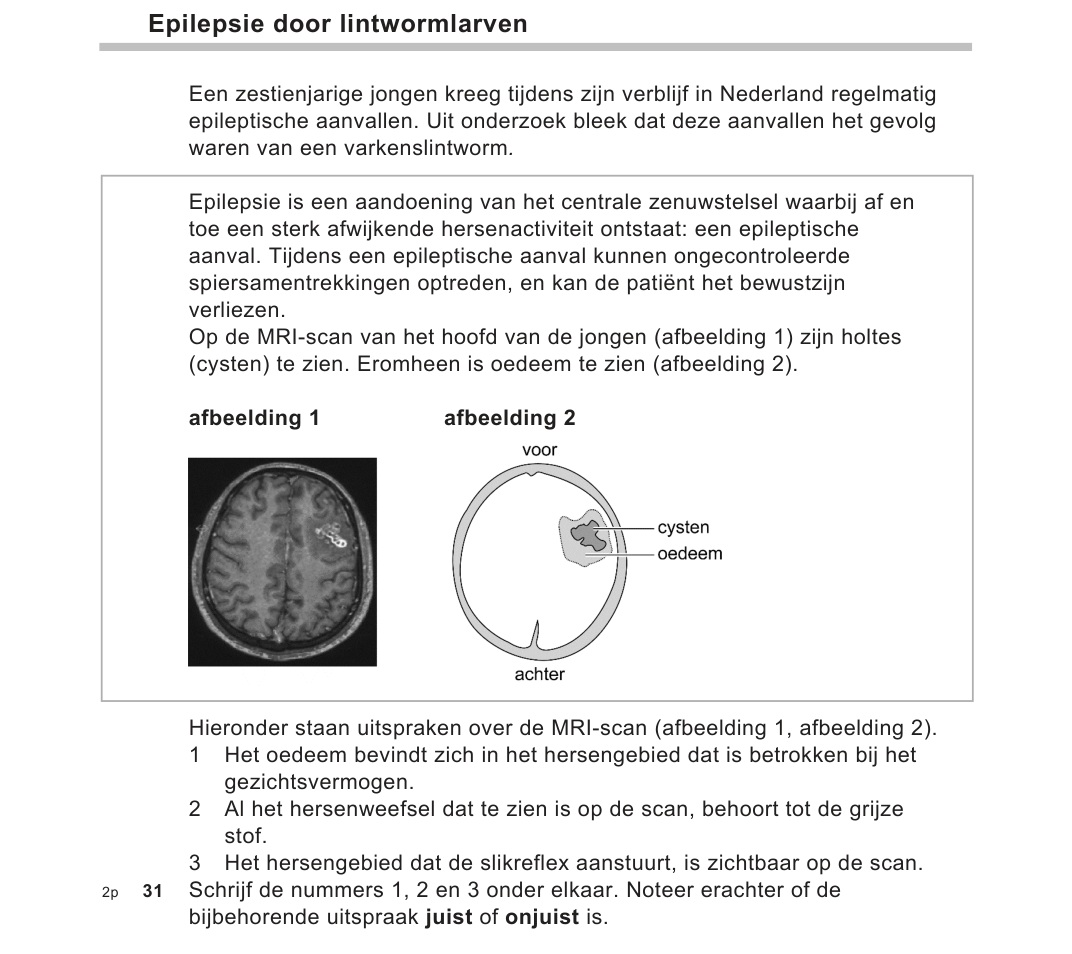 Epilepsie door lintwormlarven
Een zestienjarige jongen kreeg tijdens zijn verblijf in Nederland regelmatig
epileptische aanvallen. Uit onderzoek bleek dat deze aanvallen het gevolg
waren van een varkenslintworm.
Epilepsie is een aandoening van het centrale zenuwstelsel waarbij af en
toe een sterk afwijkende hersenactiviteit ontstaat: een epileptische
aanval. Tijdens een epileptische aanval kunnen ongecontroleerde
spiersamentrekkingen optreden, en kan de patiënt het bewustzijn
verliezen.
Op de MRI-scan van het hoofd van de jongen (afbeelding 1) zijn holtes
(cysten) te zien. Eromheen is oedeem te zien (afbeelding 2).
afbeelding 1
afbeelding 2
voor
cysten
oedeem
achter
Hieronder staan uitspraken over de MRI-scan (afbeelding 1, afbeelding 2).
1 Het oedeem bevindt zich in het hersengebied dat is betrokken bij het
gezichtsvermogen.
2 Al het hersenweefsel dat te zien is op de scan, behoort tot de grijze
stof.
3 Het hersengebied dat de slikreflex aanstuurt, is zichtbaar op de scan.
2p 31 Schrijf de nummers 1, 2 en 3 onder elkaar. Noteer erachter of de
bijbehorende uitspraak juist of onjuist is.